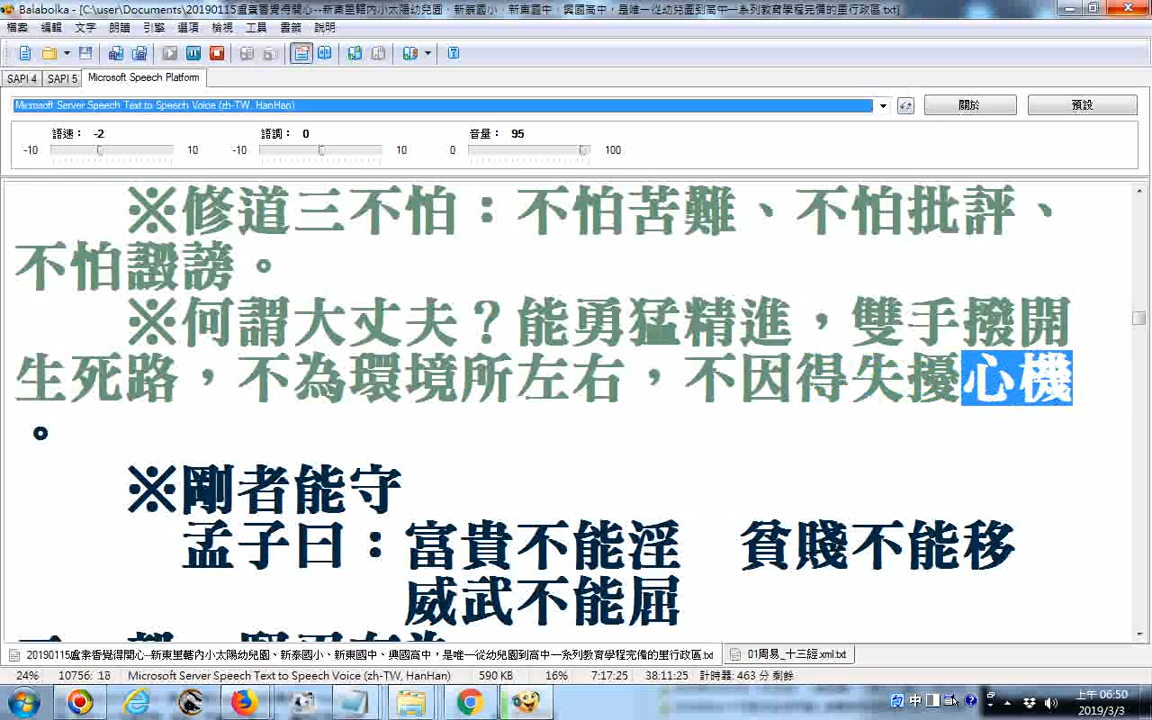 Balabolka - [C:\user\Documents\20190115盧素香覺得開心--新東里轄內小太陽幼兒園、新泰國小、新東國中、興國高中，是唯一從幼兒園到高中一系列教育學程完備的里行政區.txt]
檔案 編輯 文字 朗讀 引擎 選項 檢視 工具 書籤 說明
SAPI 4 SAPI 5 Microsoft Speech Platform
Microsoft Server Speech Text to Speech Voice (zh-TW, HanHan) 關於 預設
語速： -2 語調： 0 音量： 95
-10 10 -10 10 0 100
※修道三不怕：不怕苦難、不怕批評、
不怕譭謗。
※何謂大丈夫？能勇猛精進，雙手撥開
生死路，不為環境所左右，不因得失擾心機
。
※剛者能守
孟子曰：富貴不能淫　貧賤不能移
威武不能屈
20190115盧素香覺得開心--新東里轄內小太陽幼兒園、新泰國小、新東國中、興國高中，是唯一從幼兒園到高中一系列教育學程完備的里行政區.txt 01周易_十三經.xml.txt
24% 10756: 18 Microsoft Server Speech Text to Speech Voice (zh-TW, HanHan) 590 KB 16% 7:17:25 38:11:25 計時器: 463 分 剩餘
中 上午 06:50
2019/3/3